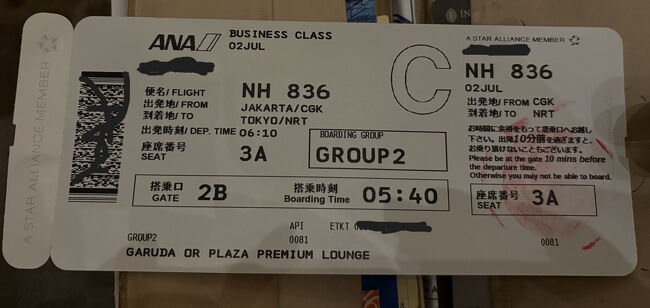 A STAR ALLIANCE MEMBER
ANA
BUSINESS CLASS
02JUL
便名/FLIGHT NH 836
出発地/FROM JAKARTA/CGK
到着地/TO TOKYO/NRT
出発時刻/DEP. TIME 06:10
座席番号
SEAT 3A
BOARDING GROUP
GROUP2
C
搭乗口
GATE 2B
搭乗時刻
Boarding Time 05:40
API ETKT
0081
GROUP2
GARUDA OR PLAZA PREMIUM LOUNGE
A STAR ALLIANCE MEMBER
NH 836
02JUL
出発地/FROM CGK
到着地/TO NRT
お時間に余裕をもって搭乗口へお越し
下さい。出発10分前を過ぎますと、
お乗り頂けないこともございます。
Please be at the gate 10 mins before
the departure time.
Otherwise you may not be able to board.
座席番号
SEAT 3A
0081